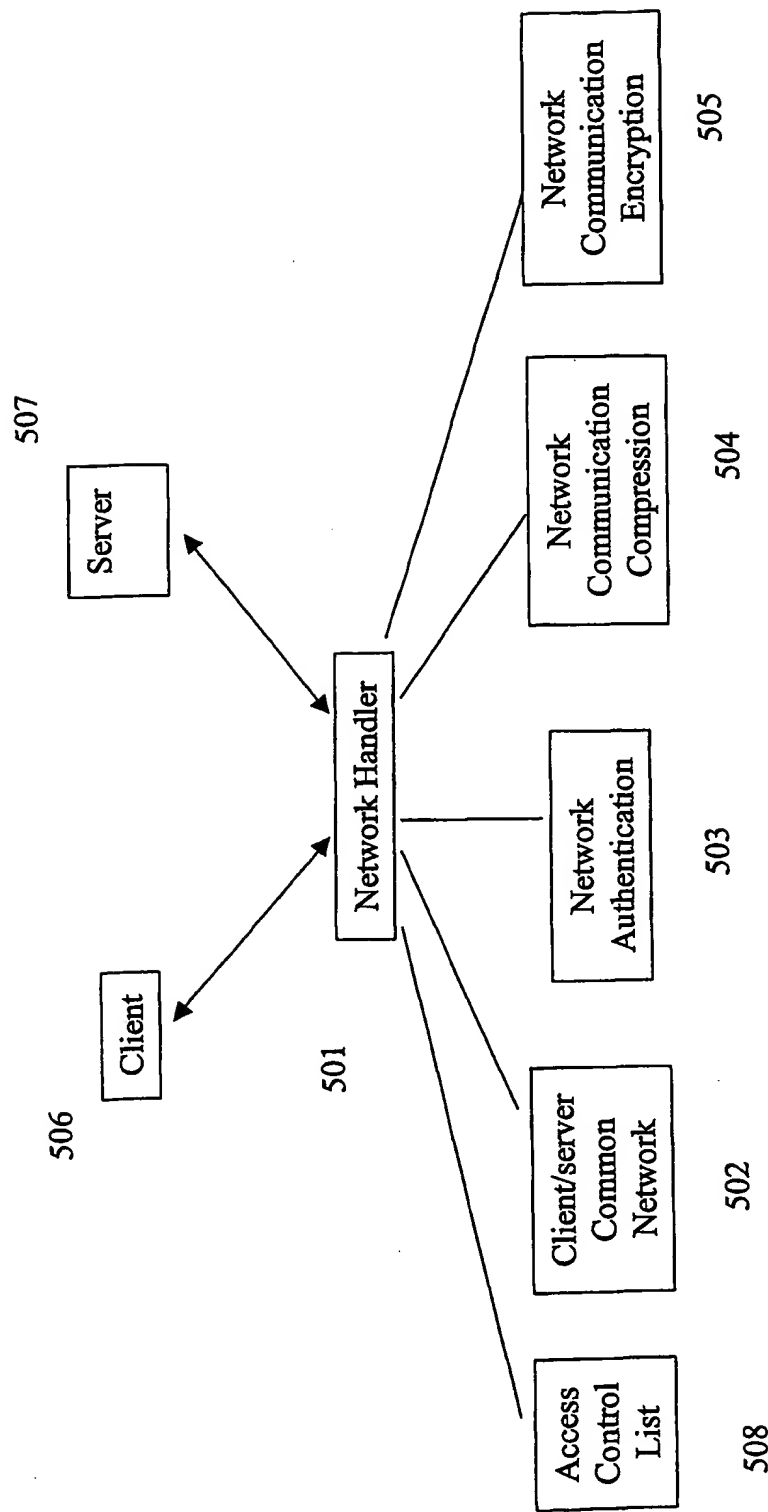 506
Client
Server
507
501
Network Handler
Access
Control
List
508
Client/server
Common
Network
502
Network
Authentication
503
Network
Communication
Compression
504
Network
Communication
Encryption
505